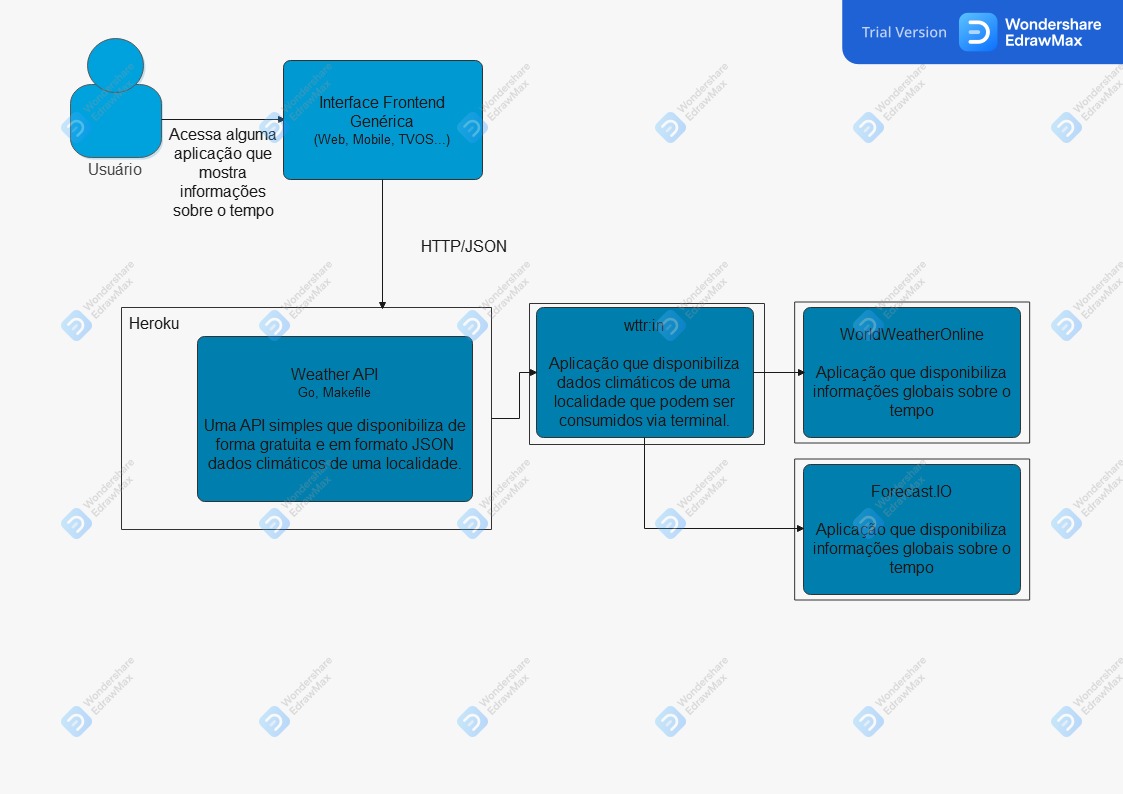 Trial Version
Wondershare
EdrawMax
Interface Frontend
Genérica
(Web, Mobile, TVOS...)
Acessa alguma
aplicação que
mostra
informações
sobre o tempo
Usuário
HTTP/JSON
Heroku
Weather API
Go, Makefile
Uma API simples que disponibiliza de
forma gratuita e em formato JSON
dados climáticos de uma localidade.
wttr.in
Aplicação que disponibiliza
dados climáticos de uma
localidade que podem ser
consumidos via terminal.
WorldWeatherOnline
Aplicação que disponibiliza
informações globais sobre o
tempo
Forecast.IO
Aplicação que disponibiliza
informações globais sobre o
tempo